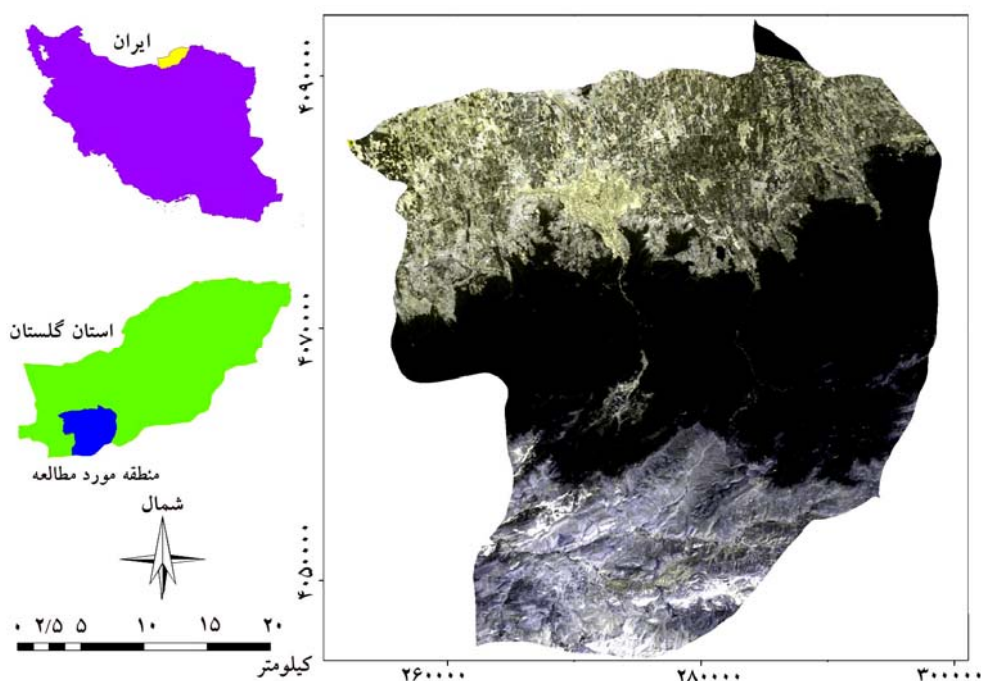 ایران
استان گلستان
منطقه مورد مطالعه
شمال
۰ ۲/۵ ۵ ۱۰ ۱۵ ۲۰
کیلومتر
۴۰۹۰۰۰۰
۴۰۷۰۰۰۰
۴۰۵۰۰۰۰
۲۶۰۰۰۰ ۲۸۰۰۰۰ ۳۰۰۰۰۰